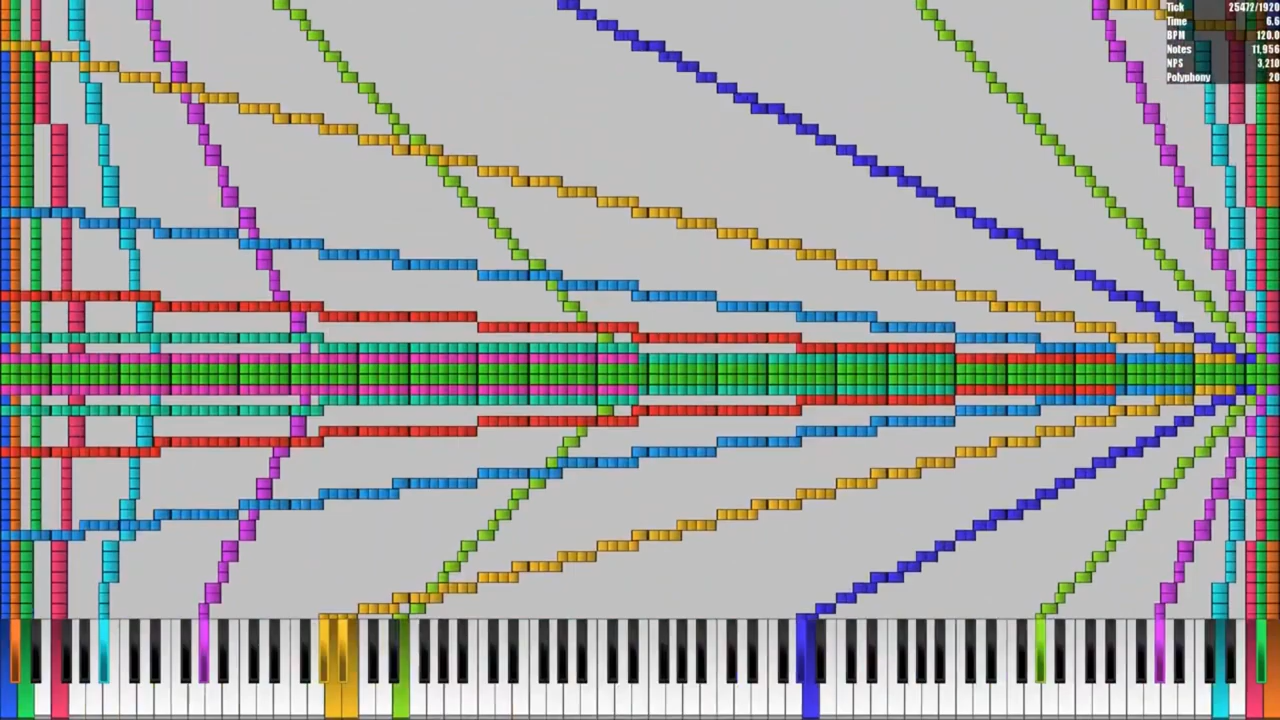 Tick 25472/1920
Time 6.6
BPM 120.0
Notes 11,956
NPS 3,210
Polyphony 20